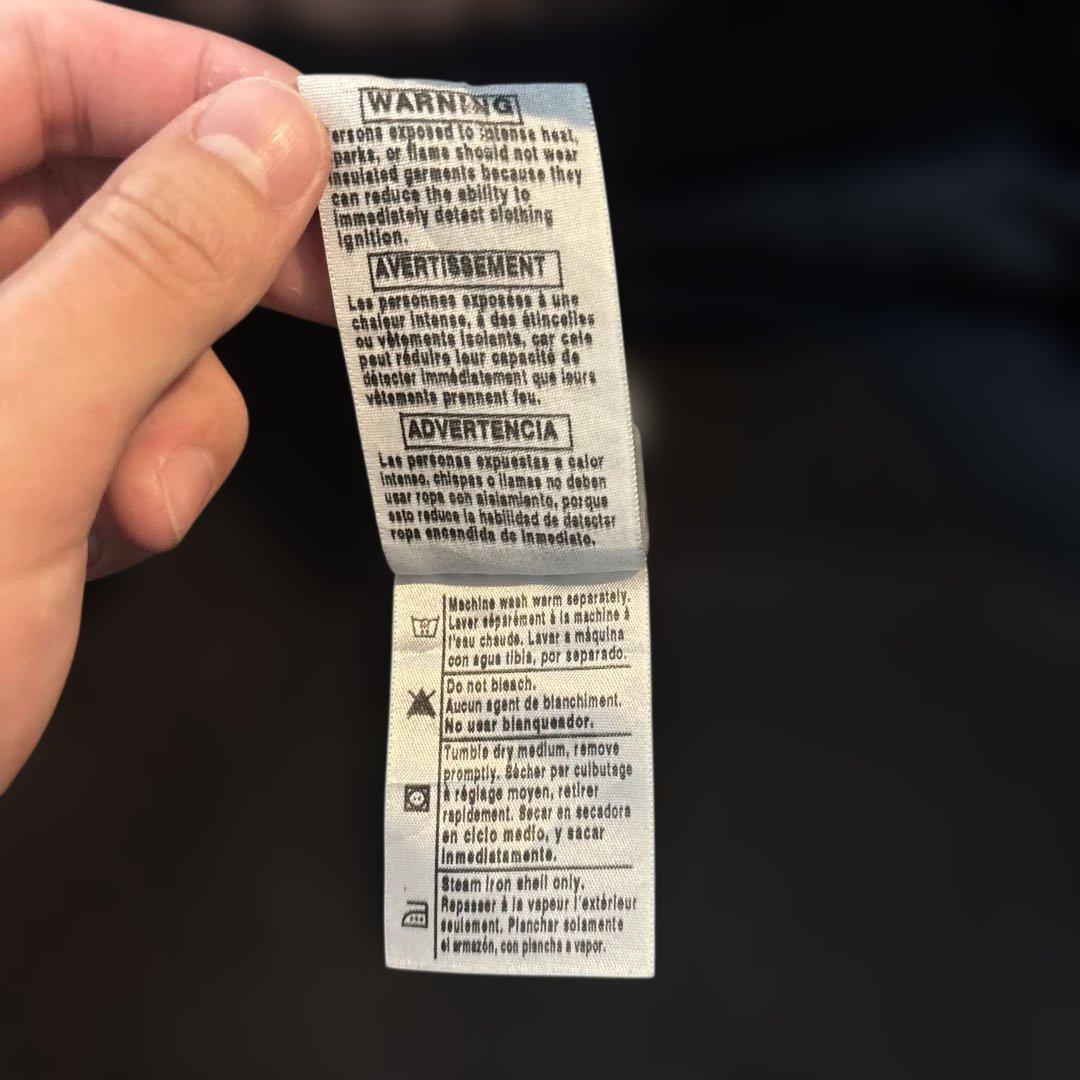 WARNING
ersons exposed to intense heat,
parks, or flame should not wear
insulated garments because they
can reduce the ability to
immediately detect clothing
ignition.
AVERTISSEMENT
Les personnes exposées à une
chaleur intense, à des étincelles
ou vêtements isolants, car cela
peut réduire leur capacité de
détecter immédiatement que leurs
vêtements prennent feu.
ADVERTENCIA
Las personas expuestas a calor
intenso, chispas o llamas no deben
usar ropa con aislamiento, porque
esto reduce la habilidad de detectar
ropa encendida de inmediato.
Machine wash warm separately.
Laver séparément à la machine à
l'eau chaude. Lavar a máquina
con agua tibia, por separado.
Do not bleach.
Aucun agent de blanchiment.
No usar blanqueador.
Tumble dry medium, remove
promptly. Sécher par culbutage
à réglage moyen, retirer
rapidement. Secar en secadora
en ciclo medio, y sacar
inmediatamente.
Steam iron shell only.
Repasser à la vapeur l'extérieur
seulement. Planchar solamente
el armazón, con plancha a vapor.